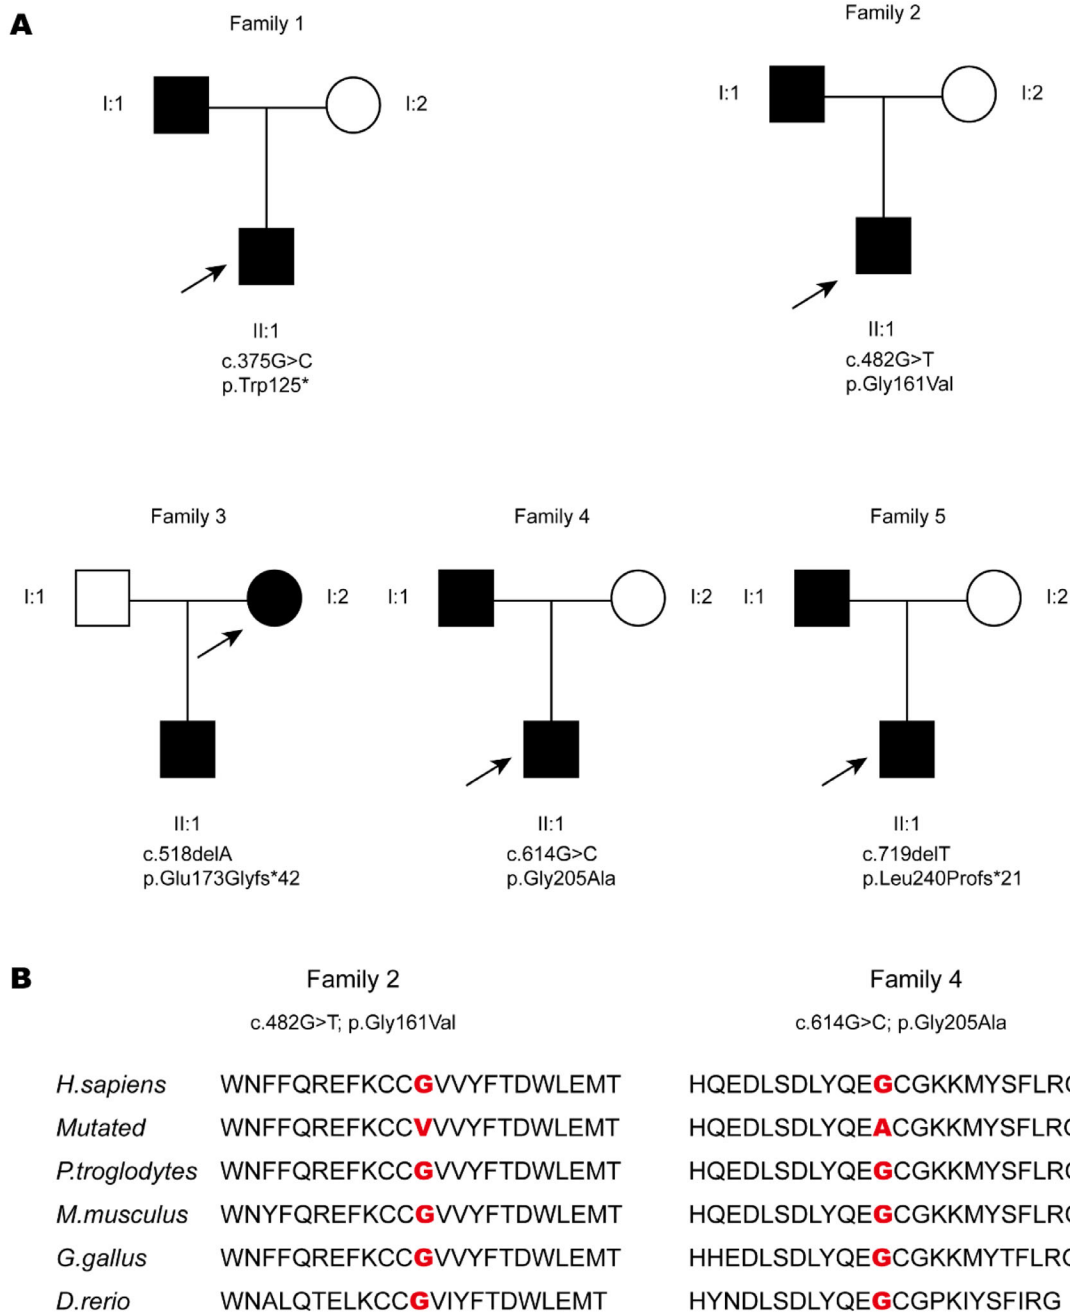 A
Family 1
Family 2
I:1
I:2
I:1
I:2
II:1
c.375G>C
p.Trp125*
II:1
c.482G>T
p.Gly161Val
Family 3
Family 4
Family 5
I:1
I:2
I:1
I:2
I:1
I:2
II:1
c.518delA
p.Glu173Glyfs*42
II:1
c.614G>C
p.Gly205Ala
II:1
c.719delT
p.Leu240Profs*21
B
Family 2
Family 4
c.482G>T; p.Gly161Val
c.614G>C; p.Gly205Ala
H.sapiens WNFFQREFKCCGVVYFTDWLEMT HQEDLSDLYQEGCGKKMYSFLR
Mutated WNFFQREFKCCVVVYFTDWLEMT HQEDLSDLYQEACGKKMYSFLR
P.troglodytes WNFFQREFKCCGVVYFTDWLEMT HQEDLSDLYQEGCGKKMYSFLR
M.musculus WNYFQREFKCCGVVYFTDWLEMT HQEDLSDLYQEGCGKKMYSFLR
G.gallus WNFFQREFKCCGVVYFTDWLEMT HHEDLSDLYQEGCGPKMYTFLR
D.rerio WNALQTELKCCGVIYFTDWLEMT HYNDLSDLYQEGCGPKIYSFIRG